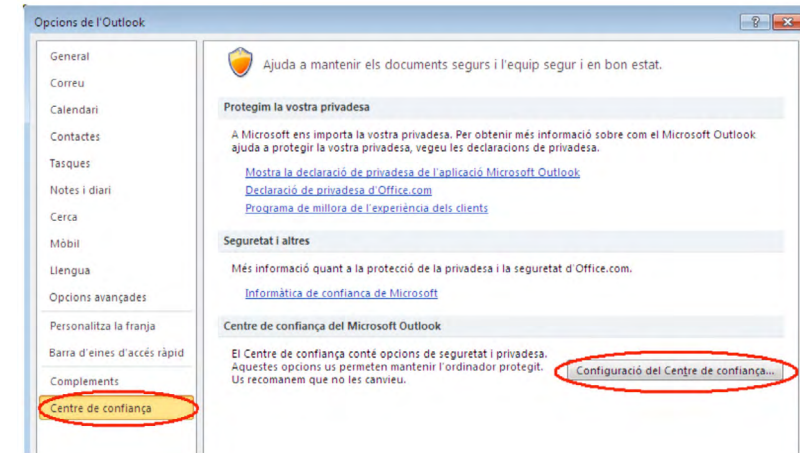 Opcions de l'Outlook
General
Correu
Calendari
Contactes
Tasques
Notes i diari
Cerca
Mòbil
Llengua
Opcions avançades
Personalitza la franja
Barra d'eines d'accés ràpid
Complements
Centre de confiança
Ajuda a mantenir els documents segurs i l'equip segur i en bon estat.
Protegim la vostra privadesa
A Microsoft ens importa la vostra privadesa. Per obtenir més informació sobre com el Microsoft Outlook
ajuda a protegir la vostra privadesa, vegeu les declaracions de privadesa.
Mostra la declaració de privadesa de l'aplicació Microsoft Outlook
Declaració de privadesa d'Office.com
Programa de millora de l'experiència dels clients
Seguretat i altres
Més informació quant a la protecció de la privadesa i la seguretat d'Office.com.
Informàtica de confiança de Microsoft
Centre de confiança del Microsoft Outlook
El Centre de confiança conté opcions de seguretat i privadesa.
Aquestes opcions us permeten mantenir l'ordinador protegit.
Us recomanem que no les canvieu.
Configuració del Centre de confiança...